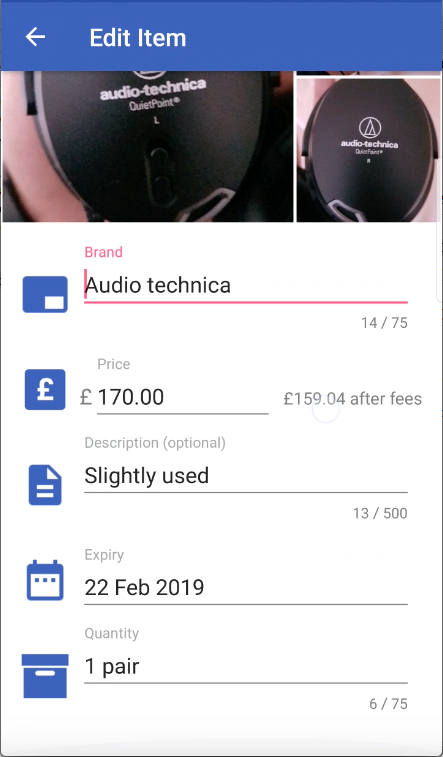 Edit Item
audio-technica
QuietPoint®
L
audio-technica
QuietPoint®
R
Brand
Audio technica
14 / 75
Price
£ 170.00
£159.04 after fees
Description (optional)
Slightly used
13 / 500
Expiry
22 Feb 2019
Quantity
1 pair
6 / 75